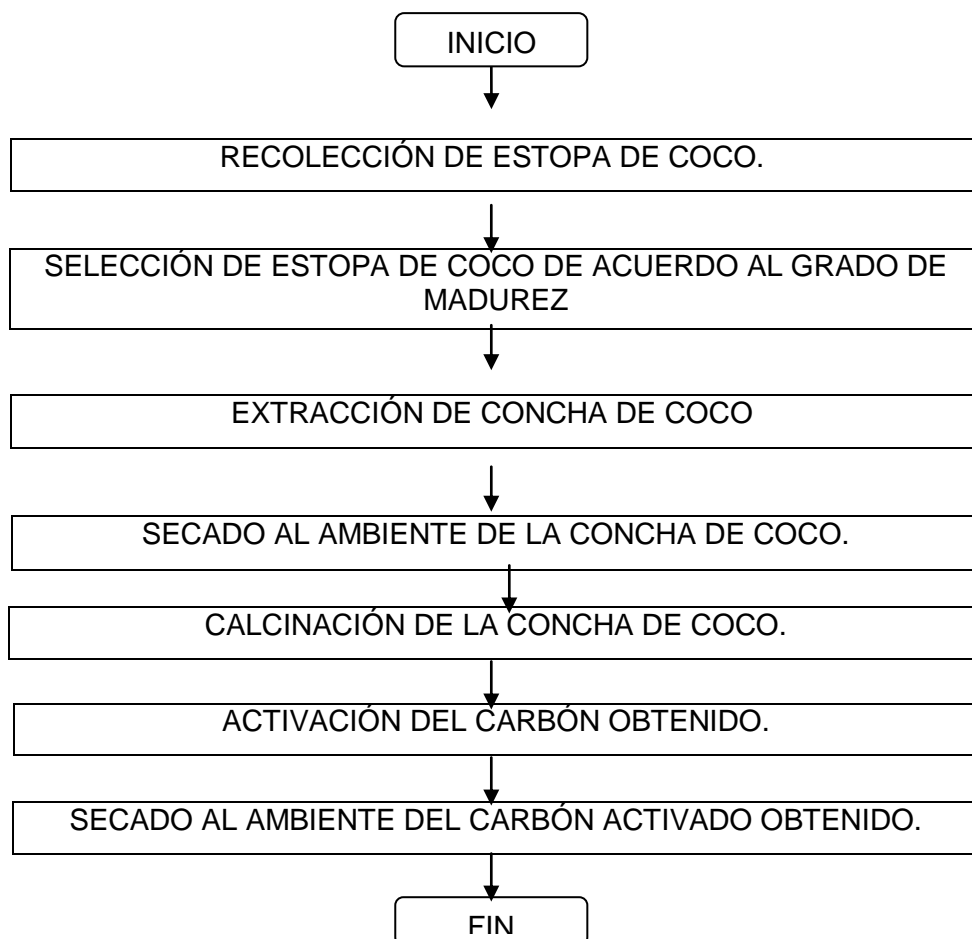 INICIO
RECOLECCIÓN DE ESTOPA DE COCO.
SELECCIÓN DE ESTOPA DE COCO DE ACUERDO AL GRADO DE
MADUREZ
EXTRACCIÓN DE CONCHA DE COCO
SECADO AL AMBIENTE DE LA CONCHA DE COCO.
CALCINACIÓN DE LA CONCHA DE COCO.
ACTIVACIÓN DEL CARBÓN OBTENIDO.
SECADO AL AMBIENTE DEL CARBÓN ACTIVADO OBTENIDO.
FIN